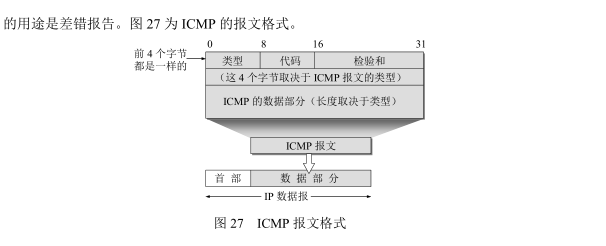 的用途是差错报告。图 27 为 ICMP 的报文格式。
0 8 16 31
前 4 个字节
都是一样的
类型 代码 检验和
（这 4 个字节取决于 ICMP 报文的类型）
ICMP 的数据部分（长度取决于类型）
ICMP 报文
首 部 数 据 部 分
IP 数据报
图 27 ICMP 报文格式